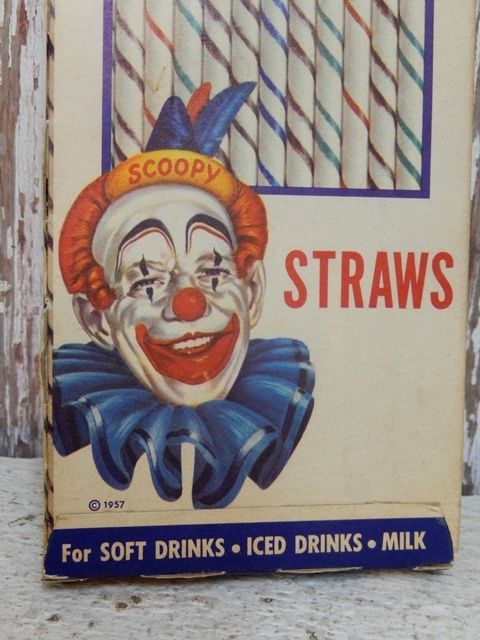 SCOOPY
STRAWS
© 1957
For SOFT DRINKS • ICED DRINKS • MILK